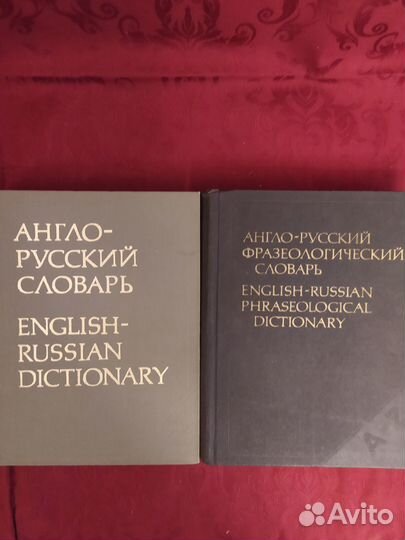 АНГЛО-
РУССКИЙ
СЛОВАРЬ
ENGLISH-
RUSSIAN
DICTIONARY
АНГЛО-РУССКИЙ
ФРАЗЕОЛОГИЧЕСКИЙ
СЛОВАРЬ
ENGLISH-RUSSIAN
PHRASEOLOGICAL
DICTIONARY
A-Z
Avito